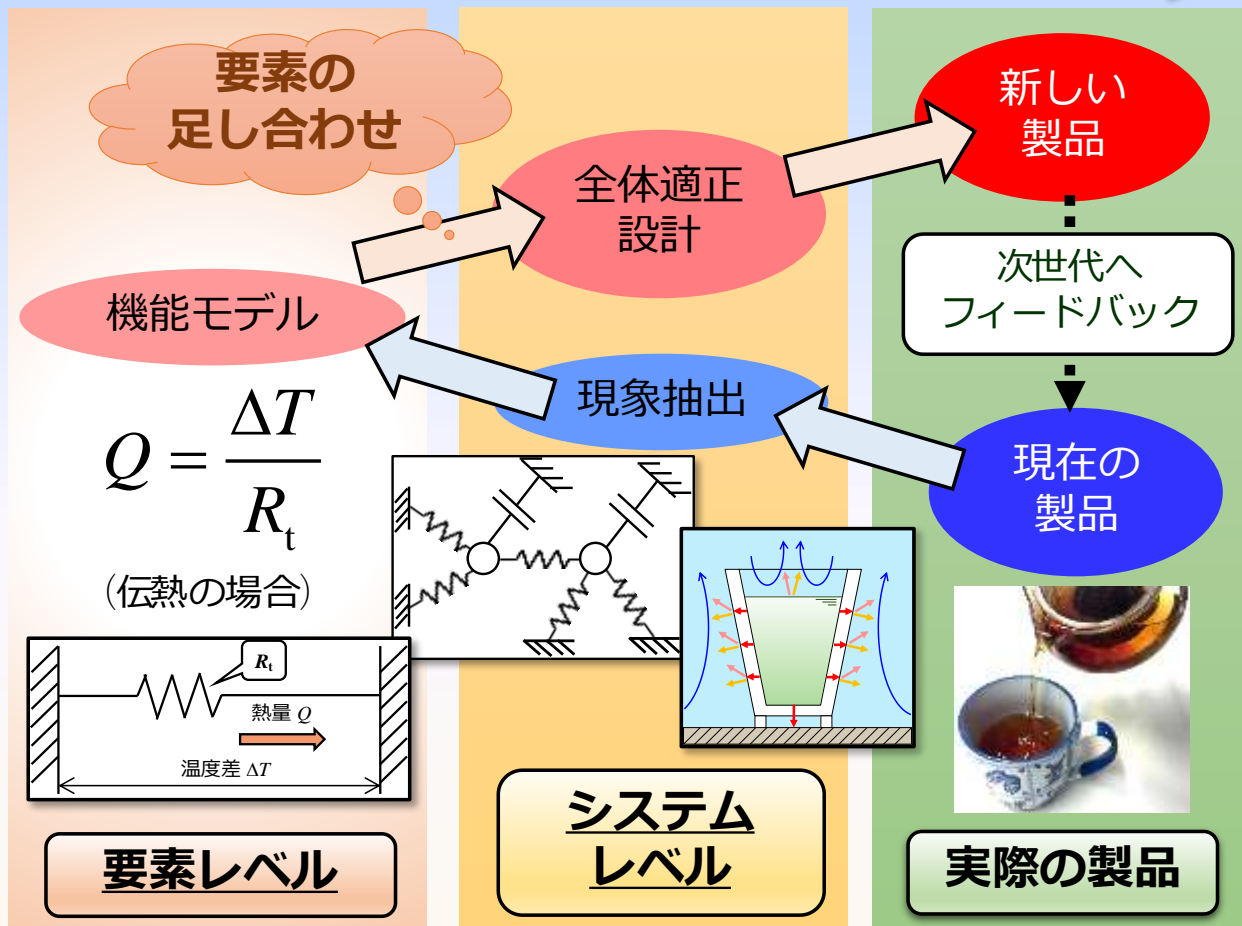 要素の
足し合わせ
新しい
製品
全体適正
設計
次世代へ
フィードバック
機能モデル
現象抽出
現在の
製品
Q = ΔT / Rt
(伝熱の場合)
Rt
熱量 Q
温度差 ΔT
要素レベル
システム
レベル
実際の製品